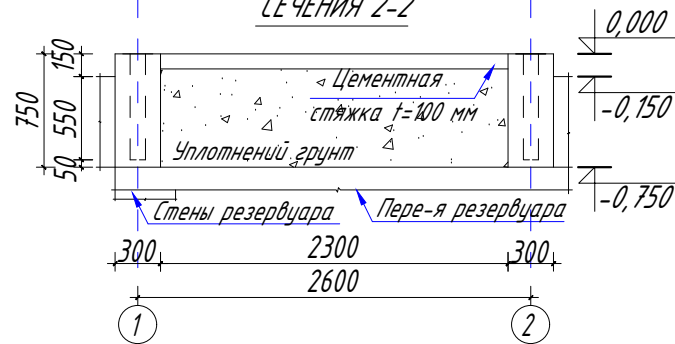 СЕЧЕНИЯ 2-2
0,000
150
Цементная
-0,150
750
550
стяжка t=100 мм
Уплотнений грунт
50
-0,750
Стены резервуара
Пере-я резервуара
300
2300
300
2600
1
2